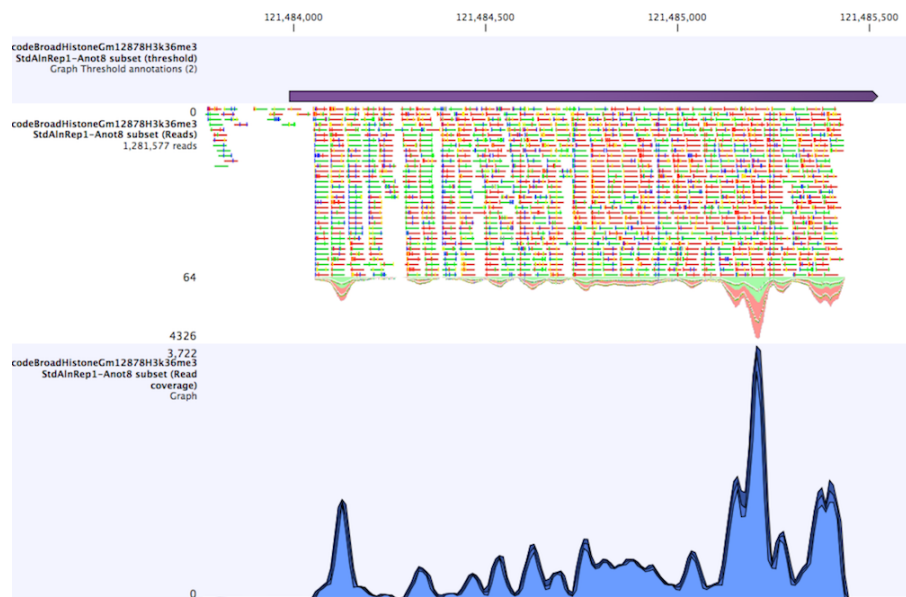 121,484,000 121,484,500 121,485,000 121,485,500
codeBroadHistoneGm12878H3k36me3
StdAlnRep1-Anot8 subset (threshold)
Graph Threshold annotations (2)
0
codeBroadHistoneGm12878H3k36me3
StdAlnRep1-Anot8 subset (Reads)
1,281,577 reads
64
4326
3,722
codeBroadHistoneGm12878H3k36me3
StdAlnRep1-Anot8 subset (Read
coverage)
Graph
0